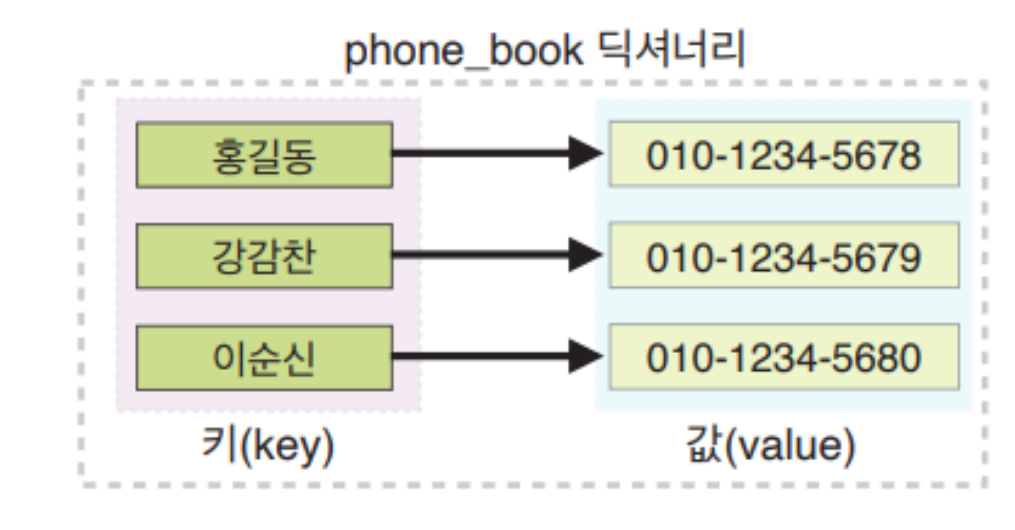 phone_book 딕셔너리
홍길동 010-1234-5678
강감찬 010-1234-5679
이순신 010-1234-5680
키(key) 값(value)